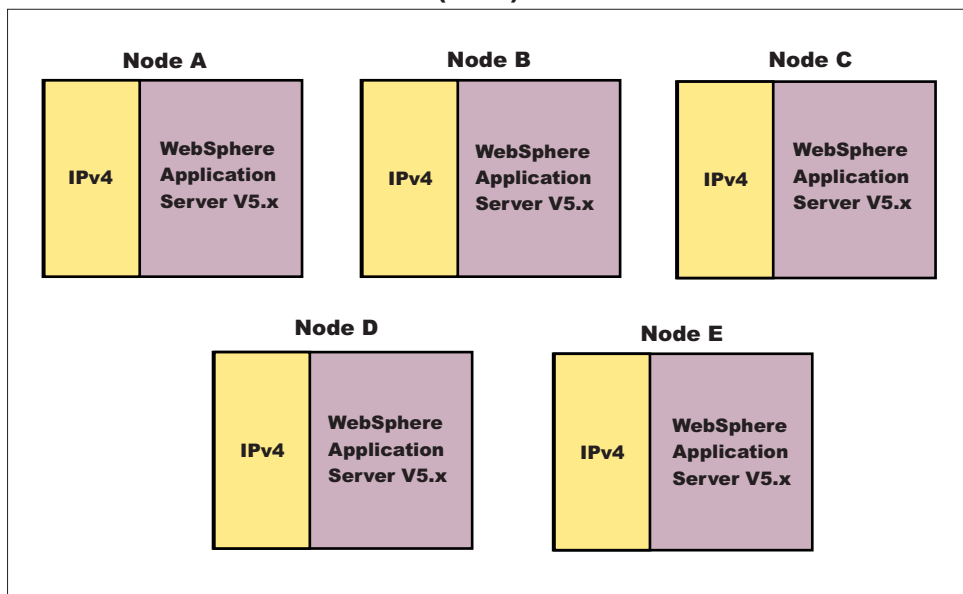 Node A
IPv4
WebSphere
Application
Server V5.x
Node B
IPv4
WebSphere
Application
Server V5.x
Node C
IPv4
WebSphere
Application
Server V5.x
Node D
IPv4
WebSphere
Application
Server V5.x
Node E
IPv4
WebSphere
Application
Server V5.x